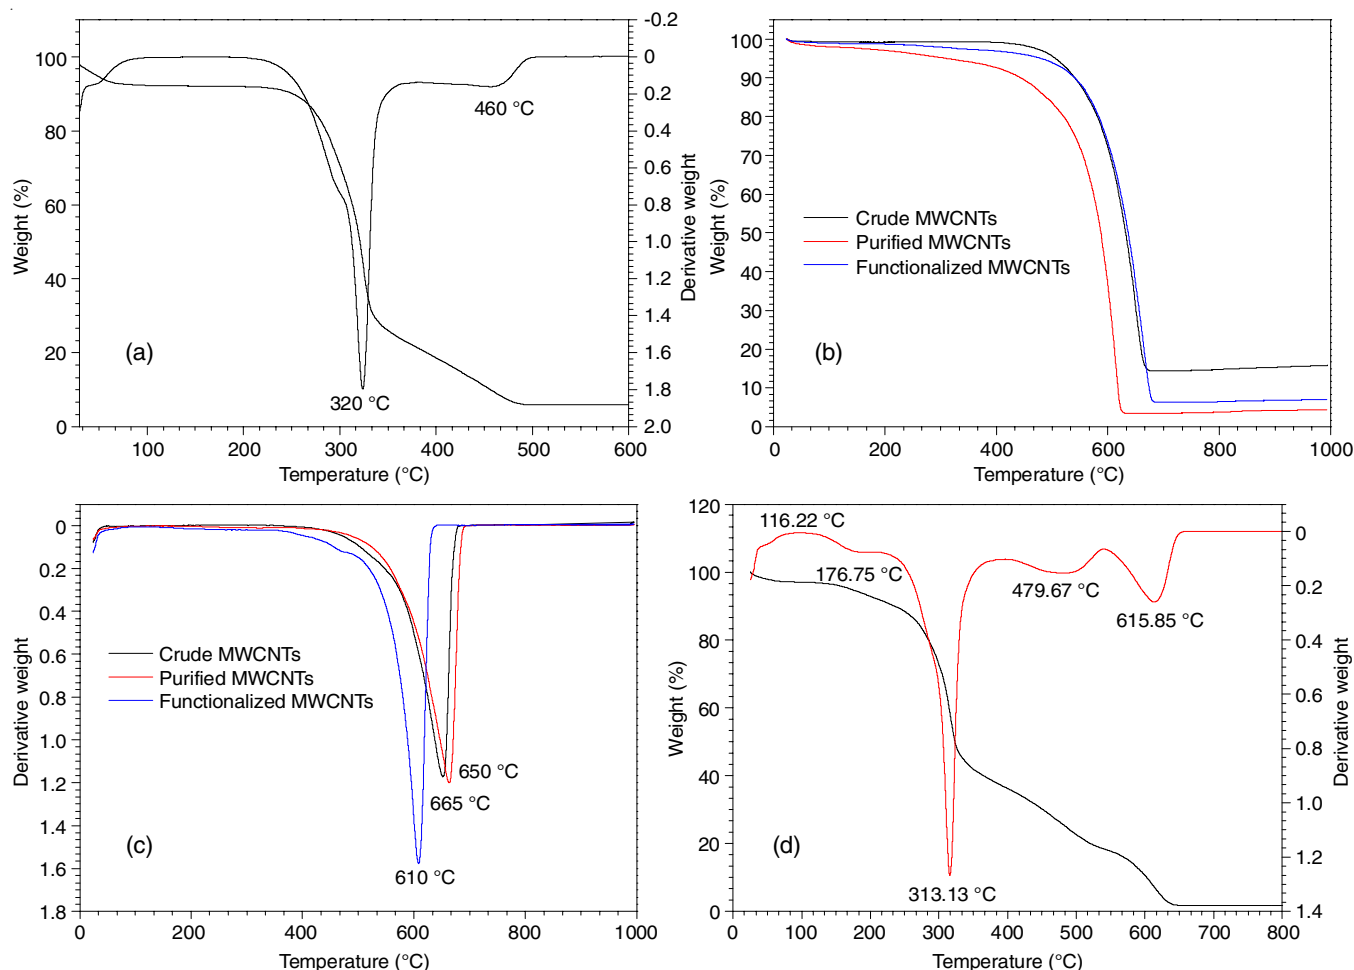 -0.2
100
0
0.2
460 °C
80
0.4
0.6
60
0.8
Weight (%)
Derivative weight
1.0
40
1.2
1.4
(a)
20
1.6
1.8
320 °C
0
2.0
100
200
300
400
500
600
Temperature (°C)
100
90
80
70
60
50
40
30
20
10
0
Weight (%)
Crude MWCNTs
Purified MWCNTs
Functionalized MWCNTs
(b)
0
200
400
600
800
1000
Temperature (°C)
0
0.2
0.4
0.6
0.8
1.0
1.2
1.4
1.6
1.8
Derivative weight
Crude MWCNTs
Purified MWCNTs
Functionalized MWCNTs
650 °C
665 °C
(c)
610 °C
0
200
400
600
800
1000
Temperature (°C)
120
100
80
60
40
20
0
Weight (%)
116.22 °C
176.75 °C
479.67 °C
615.85 °C
313.13 °C
(d)
0
0.2
0.4
0.6
0.8
1.0
1.2
1.4
Derivative weight
0
100
200
300
400
500
600
700
800
Temperature (°C)